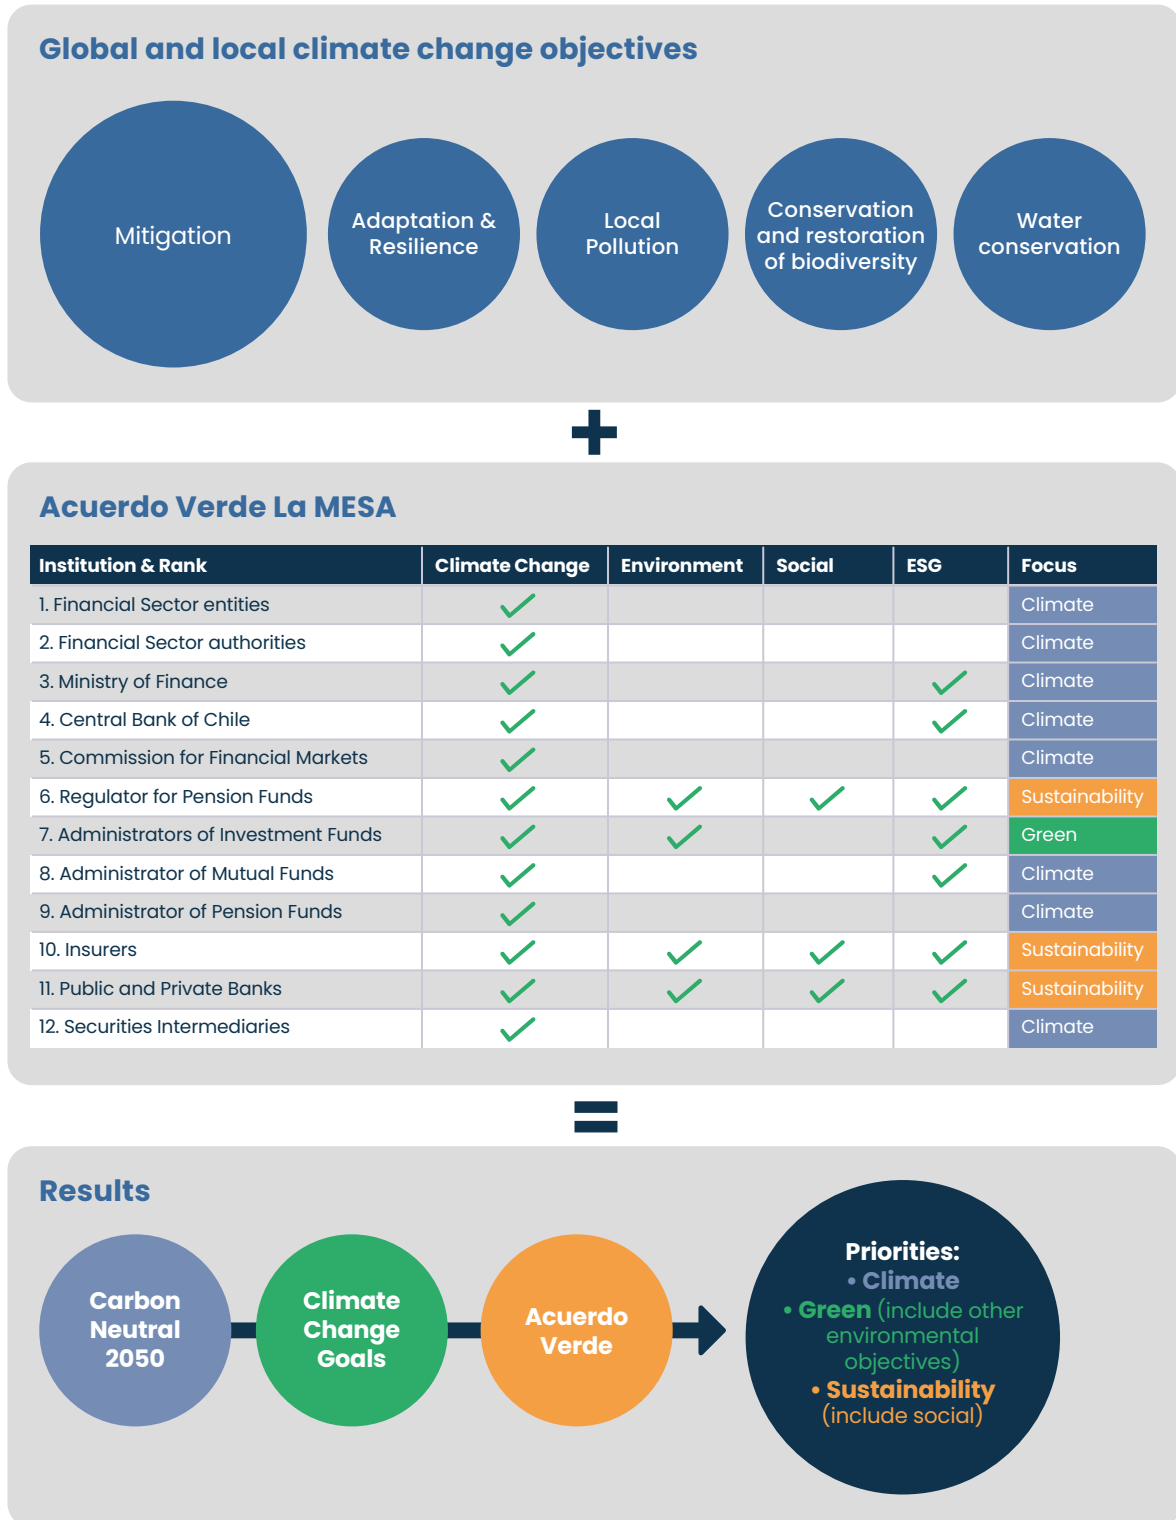 Global and local climate change objectives
Mitigation
Adaptation &
Resilience
Local
Pollution
Conservation
and restoration
of biodiversity
Water
conservation
+
Acuerdo Verde La MESA
Institution & Rank Climate Change Environment Social ESG Focus
1. Financial Sector entities ✓ Climate
2. Financial Sector authorities ✓ Climate
3. Ministry of Finance ✓ ✓ Climate
4. Central Bank of Chile ✓ ✓ Climate
5. Commission for Financial Markets ✓ Climate
6. Regulator for Pension Funds ✓ ✓ ✓ ✓ Sustainability
7. Administrators of Investment Funds ✓ ✓ ✓ Green
8. Administrator of Mutual Funds ✓ ✓ Climate
9. Administrator of Pension Funds ✓ Climate
10. Insurers ✓ ✓ ✓ ✓ Sustainability
11. Public and Private Banks ✓ ✓ ✓ ✓ Sustainability
12. Securities Intermediaries ✓ Climate
=
Results
Carbon
Neutral
2050
Climate
Change
Goals
Acuerdo
Verde
Priorities:
• Climate
• Green (include other
environmental
objectives)
• Sustainability
(include social)